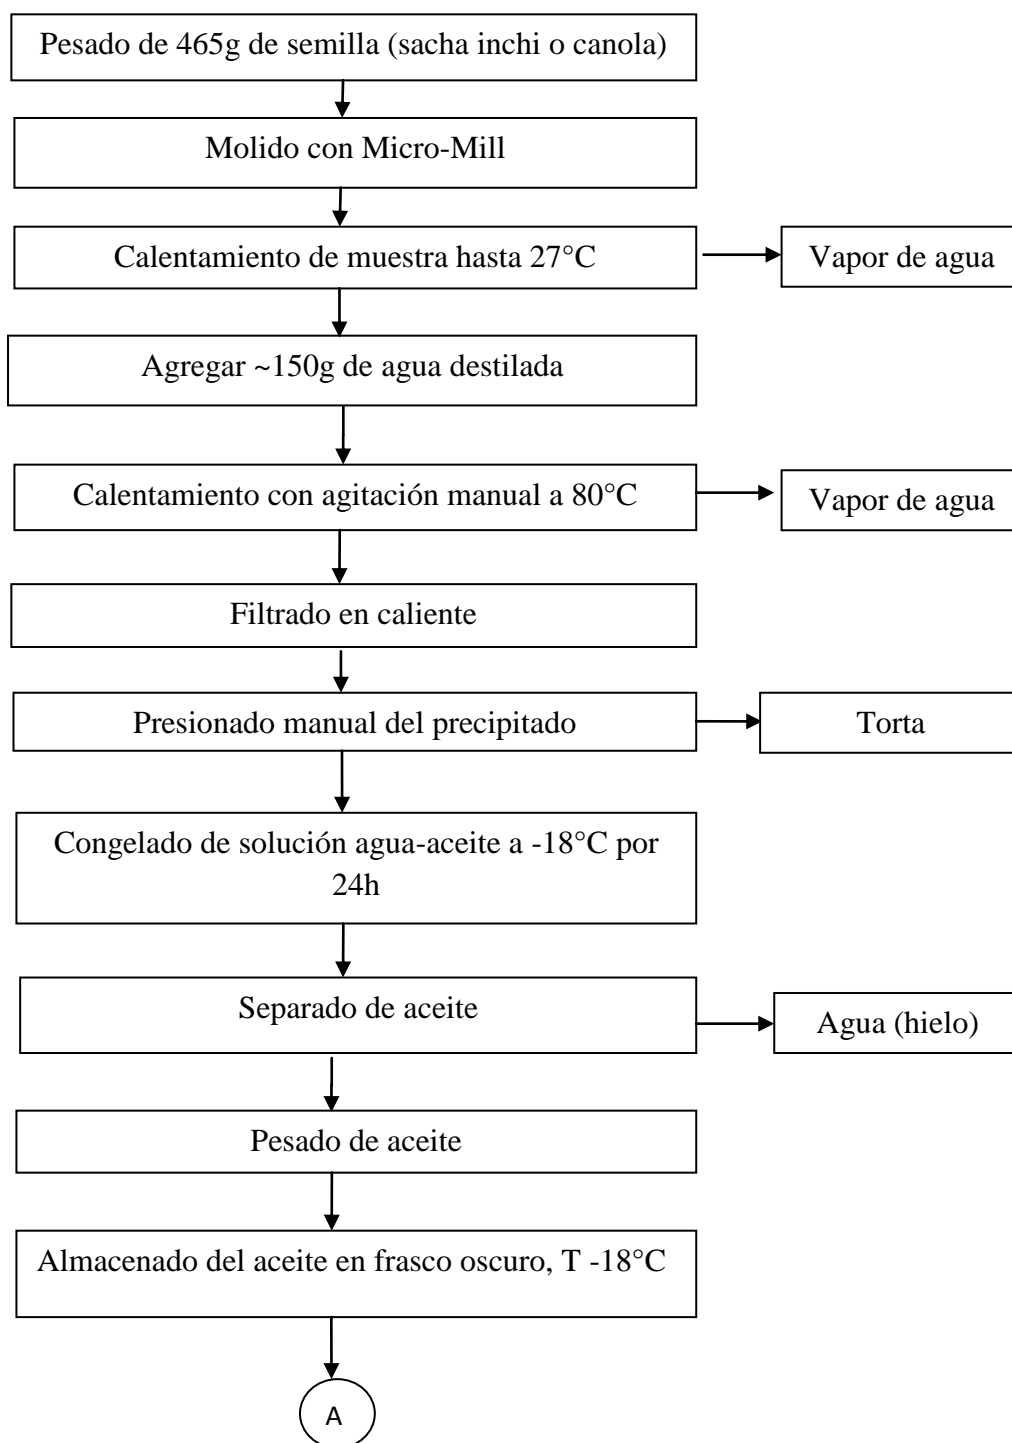 Pesado de 465g de semilla (sacha inchi o canola)
Molido con Micro-Mill
Calentamiento de muestra hasta 27°C
Vapor de agua
Agregar ~150g de agua destilada
Calentamiento con agitación manual a 80°C
Vapor de agua
Filtrado en caliente
Presionado manual del precipitado
Torta
Congelado de solución agua-aceite a -18°C por
24h
Separado de aceite
Agua (hielo)
Pesado de aceite
Almacenado del aceite en frasco oscuro, T -18°C
A